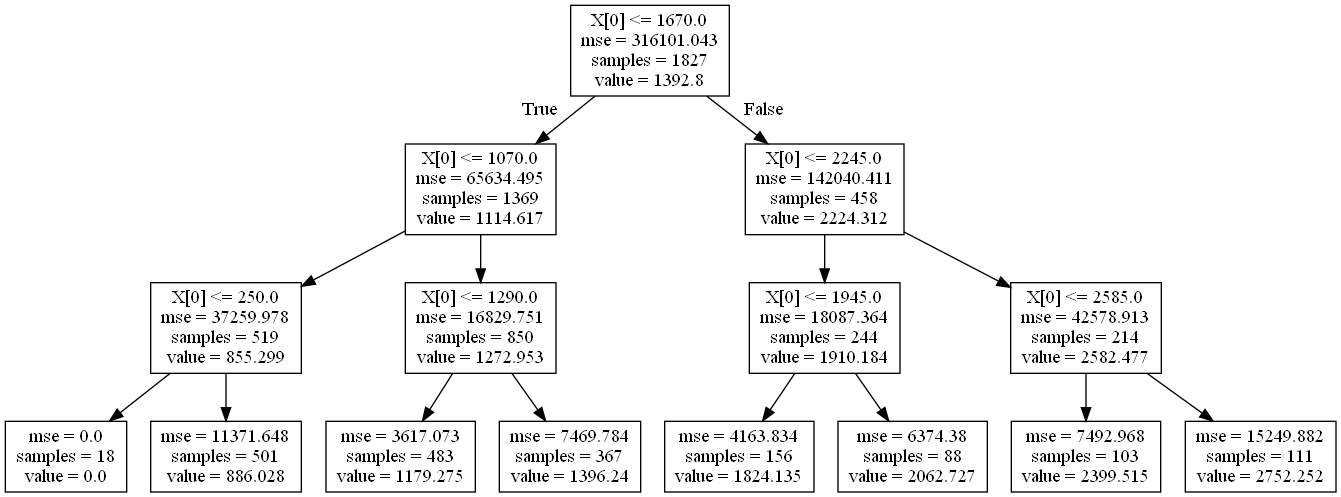 X[0] <= 1670.0
mse = 316101.043
samples = 1827
value = 1392.8
True
False
X[0] <= 1070.0
mse = 65634.495
samples = 1369
value = 1114.617
X[0] <= 2245.0
mse = 142040.411
samples = 458
value = 2224.312
X[0] <= 250.0
mse = 37259.978
samples = 519
value = 855.299
X[0] <= 1290.0
mse = 16829.751
samples = 850
value = 1272.953
X[0] <= 1945.0
mse = 18087.364
samples = 244
value = 1910.184
X[0] <= 2585.0
mse = 42578.913
samples = 214
value = 2582.477
mse = 0.0
samples = 18
value = 0.0
mse = 11371.648
samples = 501
value = 886.028
mse = 3617.073
samples = 483
value = 1179.275
mse = 7469.784
samples = 367
value = 1396.24
mse = 4163.834
samples = 156
value = 1824.135
mse = 6374.38
samples = 88
value = 2062.727
mse = 7492.968
samples = 103
value = 2399.515
mse = 15249.882
samples = 111
value = 2752.252